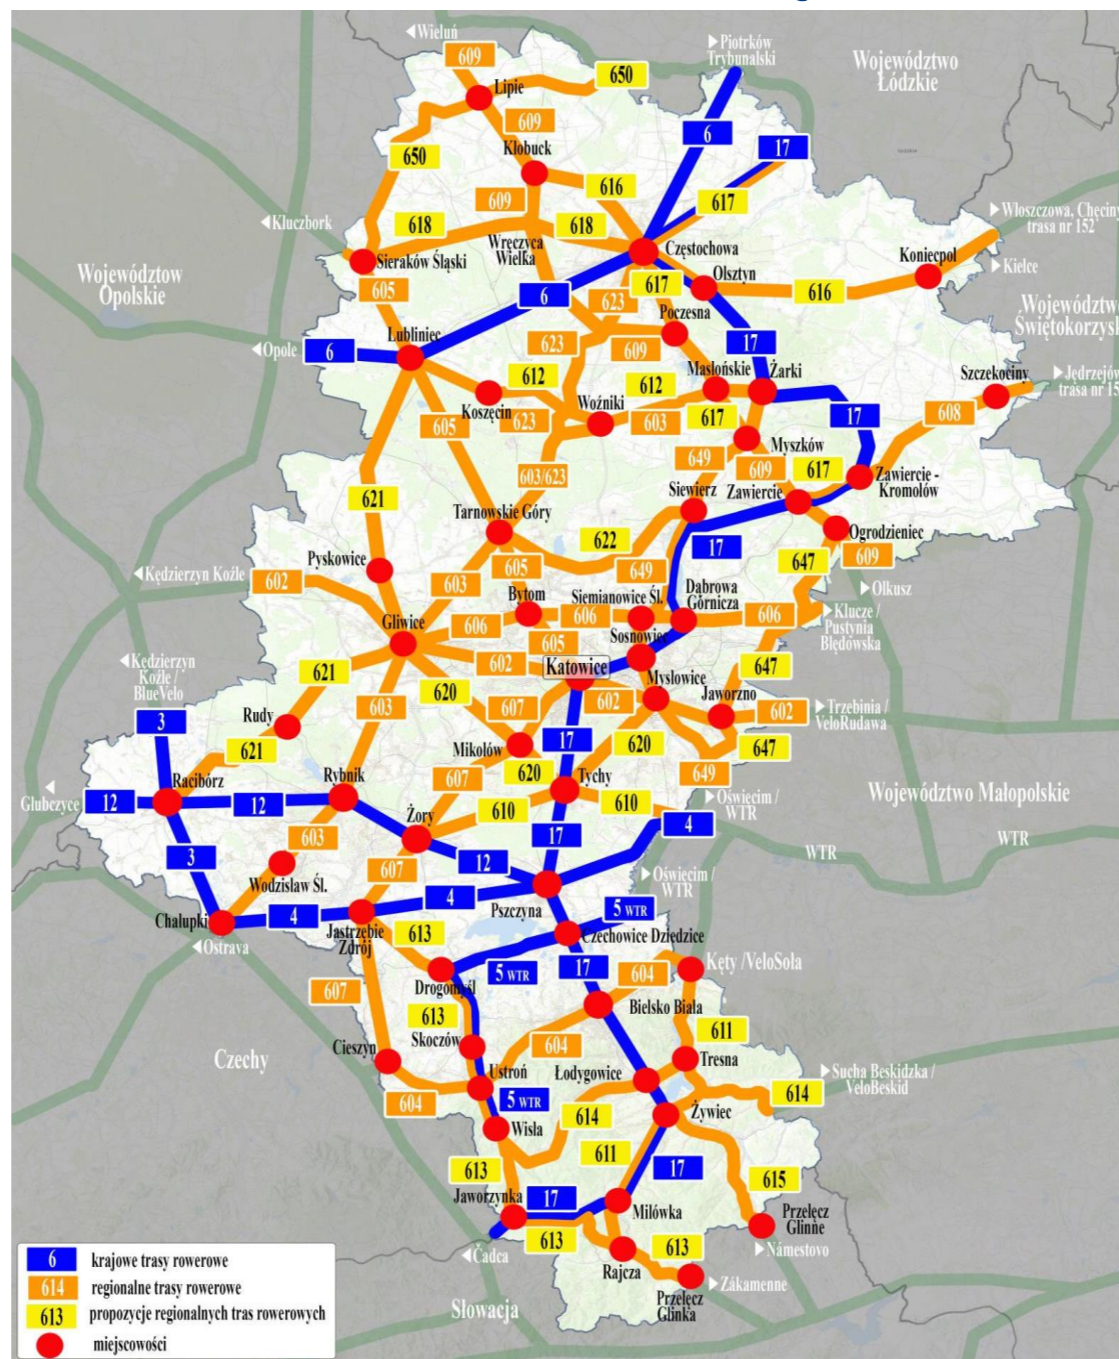 Wieluń
Piotrków
Trybunalski
Województwo
Łódzkie
609
650
Lipie
609
6
17
Kłobuck
650
616
609
617
Kluczbork
618
618
Włoszczowa, Chęciny
trasa nr 152
Wręczyca
Wielka
Częstochowa
Koniecpol
Sieraków Śląski
Kielce
Województwo
Opolskie
605
617
Olsztyn
616
6
623
Województwo
Świętokorzysk
Poczesna
Lubliniec
Opole
6
623
609
17
Masłońskie
Żarki
Szczekociny
Jędrzejów
trasa nr 15
612
612
Koszęcin
Woźniki
605
623
603
617
17
608
Myszków
603/623
649
609
617
Zawiercie -
Kromołów
Siewierz
Zawiercie
621
Tarnowskie Góry
Ogrodzieniec
622
17
647
609
Pyskowice
Kędzierzyn Koźle
602
603
605
649
Dąbrowa
Górnicza
Olkusz
Bytom
Siemianowice Śl.
606
606
606
Klucze /
Pustynia
Błędowska
Gliwice
605
Sosnowiec
Kędzierzyn
Koźle /
BlueVelo
602
Katowice
Mysłowice
647
621
620
602
Jaworzno
602
Trzebinia /
VeloRudawa
603
607
Rudy
3
621
Mikołów
17
620
647
620
649
Racibórz
Rybnik
607
Tychy
Głubczyce
12
12
Żory
610
610
Oświęcim /
WTR
Województwo Małopolskie
4
603
17
WTR
WTR
3
12
Wodzisław Śl.
607
Oświęcim /
WTR
4
Pszczyna
Chałupki
4
5 WTR
Jastrzębie
Zdrój
Ostrava
613
Czechowice Dziedzice
5 WTR
17
604
Kęty /VeloSoła
607
Drogomyśl
Bielsko Biała
613
611
Skoczów
Czechy
Cieszyn
604
Tresna
Ustroń
Łodygowice
Sucha Beskidzka /
VeloBeskid
604
5 WTR
614
614
Żywiec
Wisła
611
613
17
615
Jaworzynka
17
Milówka
Przełęcz
Glinne
613
613
Čadca
Námestovo
Rajcza
Zákamenne
Przełęcz
Glinka
Słowacja
6
krajowe trasy rowerowe
614
regionalne trasy rowerowe
613
propozycje regionalnych tras rowerowych
miejscowości